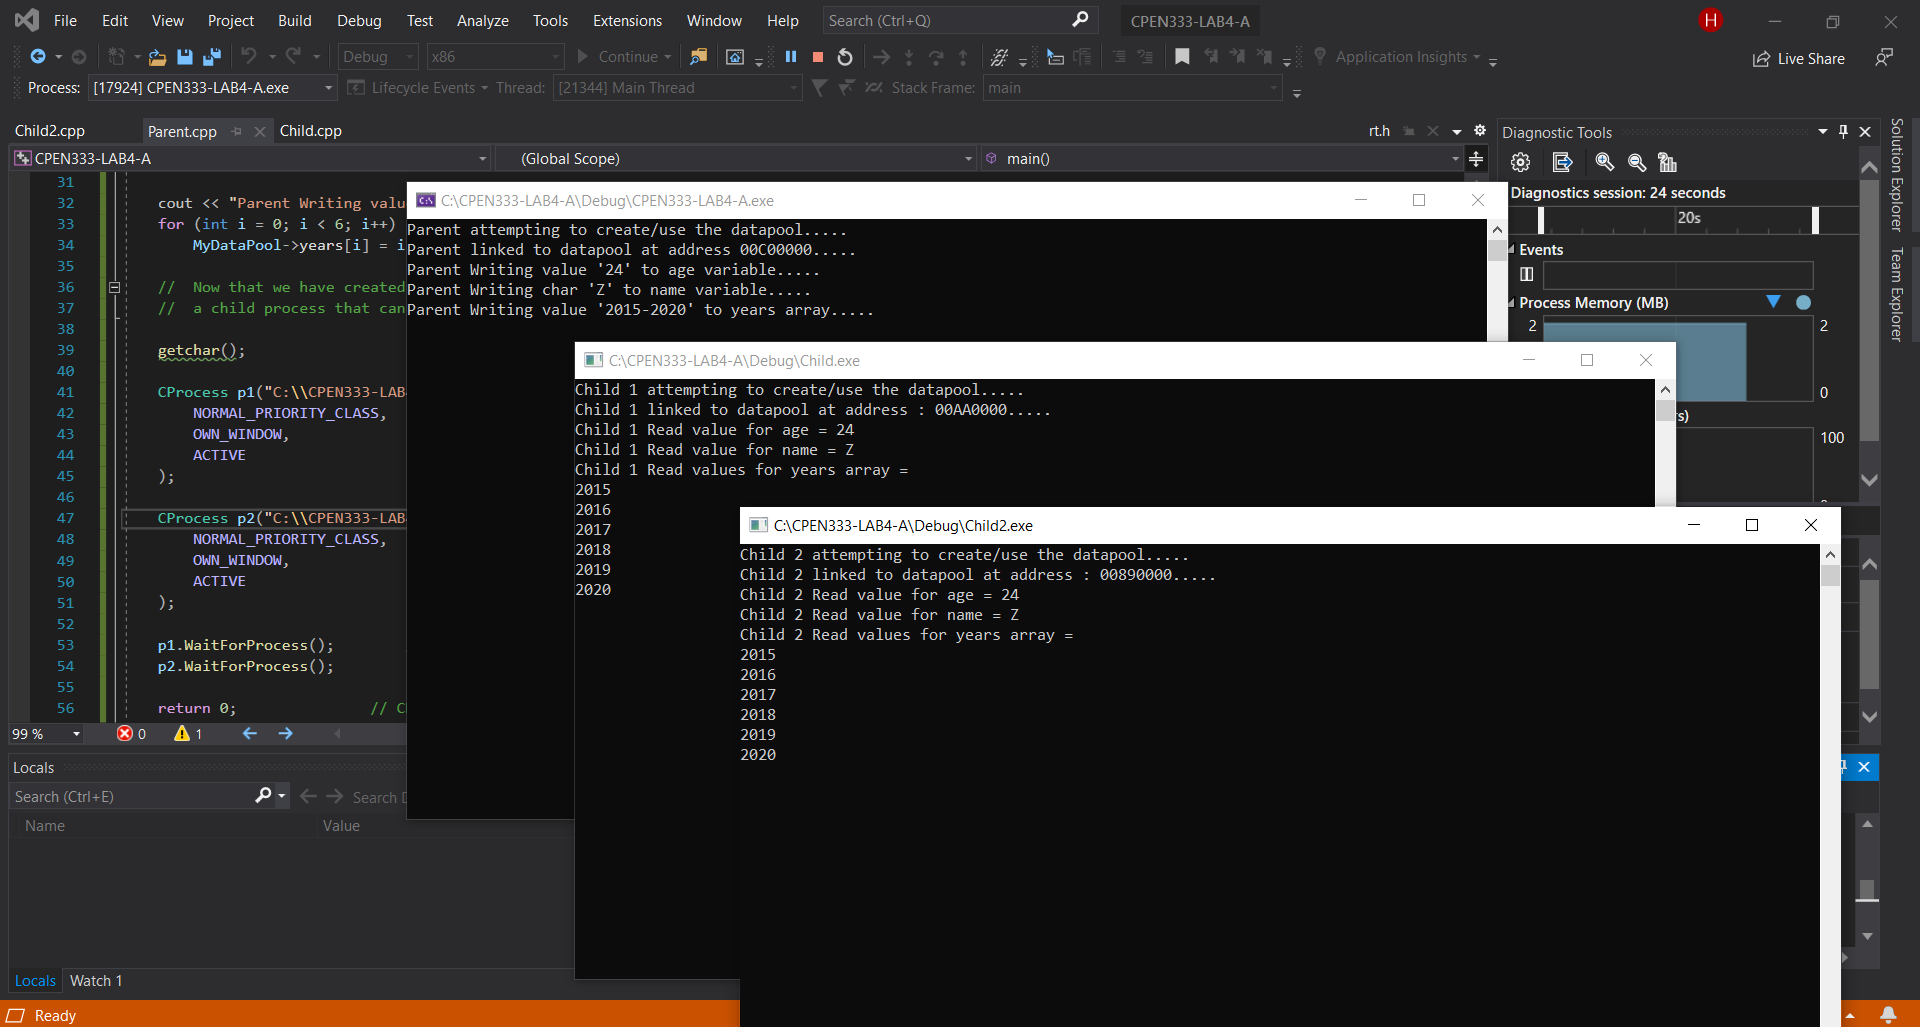 File Edit View Project Build Debug Test Analyze Tools Extensions Window Help Search (Ctrl+Q) CPEN333-LAB4-A H
Debug x86 Continue Application Insights Live Share
Process: [17924] CPEN333-LAB4-A.exe Lifecycle Events Thread: [21344] Main Thread Stack Frame: main
Child2.cpp Parent.cpp Child.cpp rt.h
CPEN333-LAB4-A (Global Scope) main()
31
32 cout << "Parent Writing valu
33 for (int i = 0; i < 6; i++)
34 MyDataPool->years[i] = i
35
36 // Now that we have created
37 // a child process that can
38
39 getchar();
40
41 CProcess p1("C:\\CPEN333-LAB
42 NORMAL_PRIORITY_CLASS,
43 OWN_WINDOW,
44 ACTIVE
45 );
46
47 CProcess p2("C:\\CPEN333-LAB
48 NORMAL_PRIORITY_CLASS,
49 OWN_WINDOW,
50 ACTIVE
51 );
52
53 p1.WaitForProcess();
54 p2.WaitForProcess();
55
56 return 0; // C
99 % 0 1
Locals
Search (Ctrl+E) Search
Name Value
Locals Watch 1
Ready
C:\CPEN333-LAB4-A\Debug\CPEN333-LAB4-A.exe
Parent attempting to create/use the datapool.....
Parent linked to datapool at address 00C00000.....
Parent Writing value '24' to age variable.....
Parent Writing char 'Z' to name variable.....
Parent Writing value '2015-2020' to years array.....
C:\CPEN333-LAB4-A\Debug\Child.exe
Child 1 attempting to create/use the datapool.....
Child 1 linked to datapool at address : 00AA0000.....
Child 1 Read value for age = 24
Child 1 Read value for name = Z
Child 1 Read values for years array =
2015
2016
2017
2018
2019
2020
C:\CPEN333-LAB4-A\Debug\Child2.exe
Child 2 attempting to create/use the datapool.....
Child 2 linked to datapool at address : 00890000.....
Child 2 Read value for age = 24
Child 2 Read value for name = Z
Child 2 Read values for years array =
2015
2016
2017
2018
2019
2020
Diagnostic Tools
Diagnostics session: 24 seconds
20s
Events
Process Memory (MB)
2 2
0
s)
100
Solution Explorer
Team Explorer